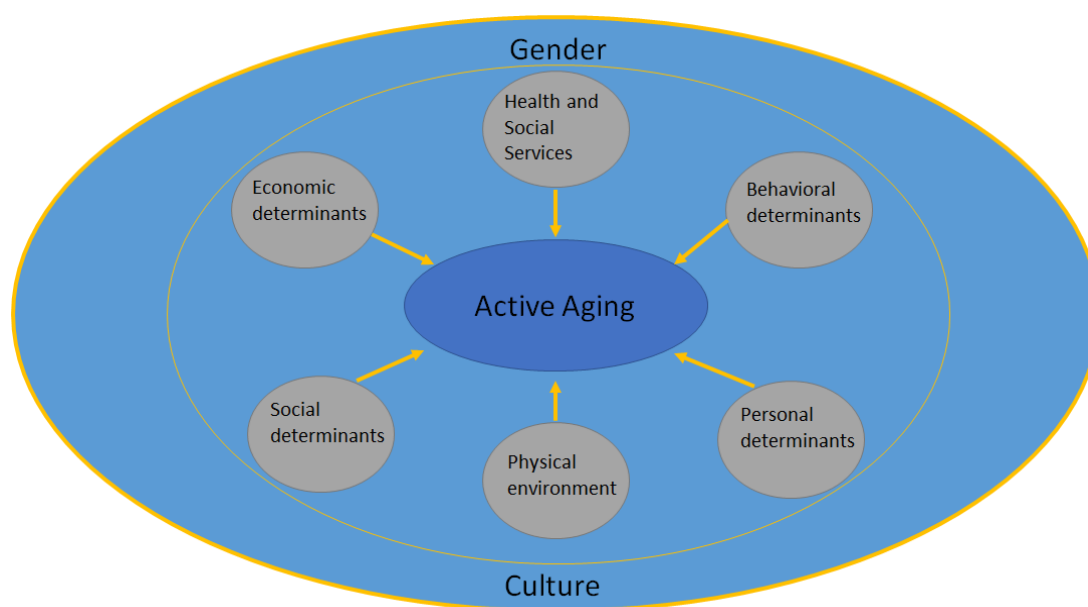 Gender
Health and
Social
Services
Economic
determinants
Behavioral
determinants
Active Aging
Social
determinants
Physical
environment
Personal
determinants
Culture